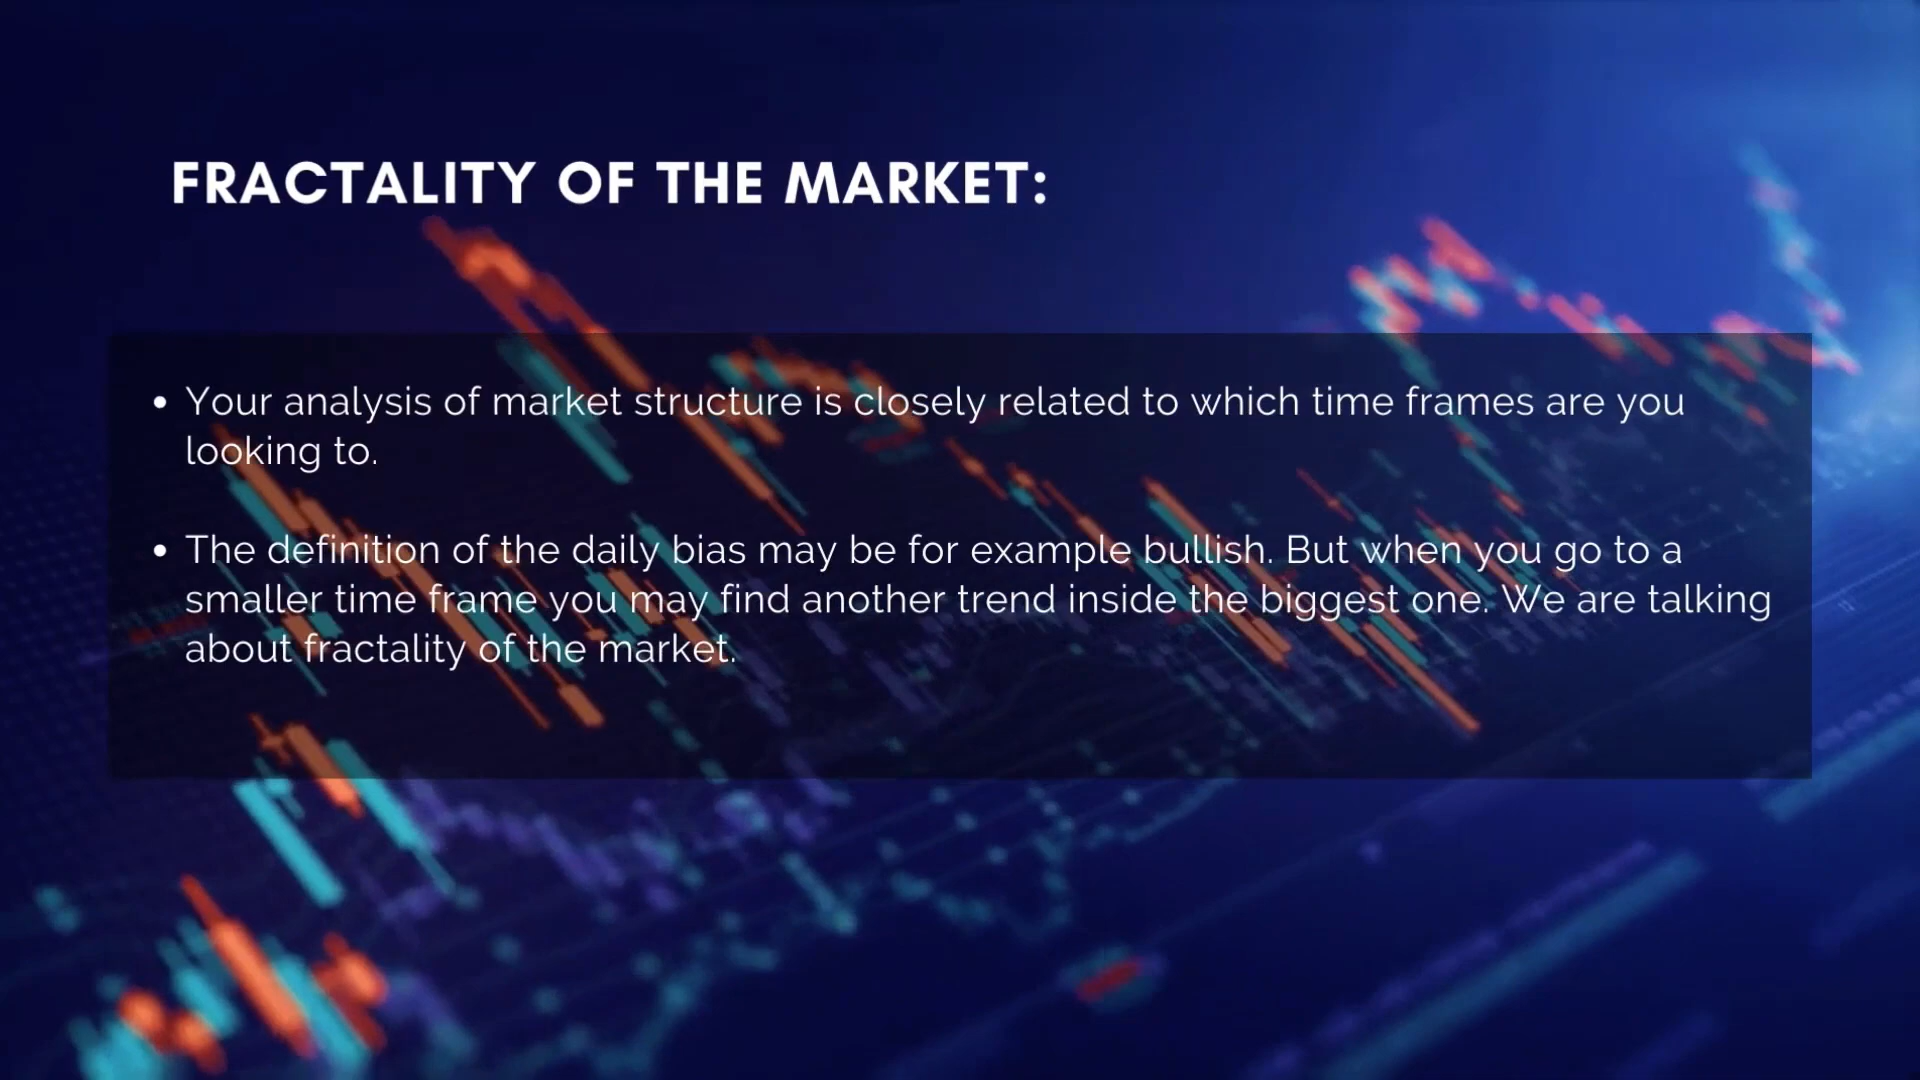 FRACTALITY OF THE MARKET:
• Your analysis of market structure is closely related to which time frames are you
looking to.
• The definition of the daily bias may be for example bullish. But when you go to a
smaller time frame you may find another trend inside the biggest one. We are talking
about fractality of the market.